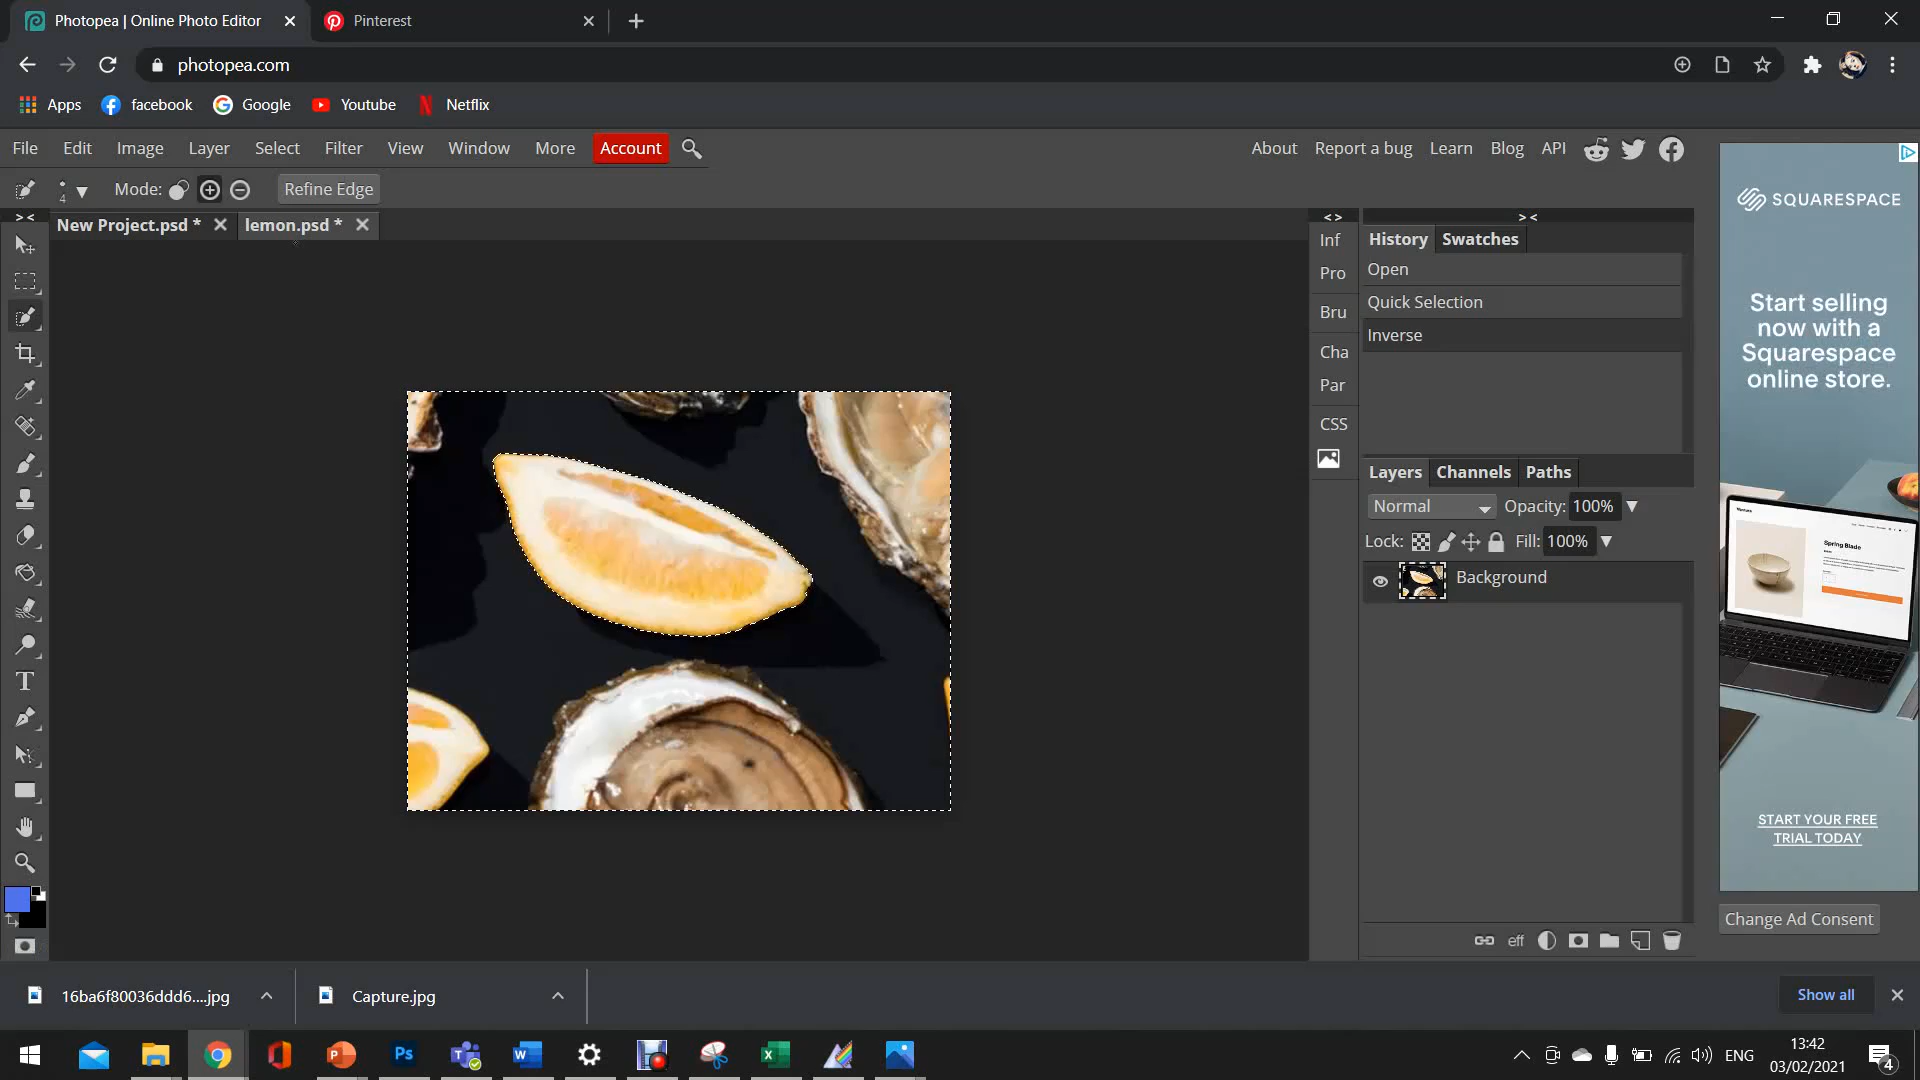 Photopea | Online Photo Editor
Pinterest
photopea.com
Apps
facebook
Google
Youtube
Netflix
File
Edit
Image
Layer
Select
Filter
View
Window
More
Account
About
Report a bug
Learn
Blog
API
4
Mode:
Refine Edge
New Project.psd *
lemon.psd *
> <
< >
> <
Inf
Pro
Bru
Cha
Par
CSS
History
Swatches
Open
Quick Selection
Inverse
Layers
Channels
Paths
Normal
Opacity: 100%
Lock:
Fill: 100%
Background
eff
SQUARESPACE
Start selling
now with a
Squarespace
online store.
Spring Blade
START YOUR FREE
TRIAL TODAY
Change Ad Consent
16ba6f80036ddd6....jpg
Capture.jpg
Show all
ENG
13:42
03/02/2021
4